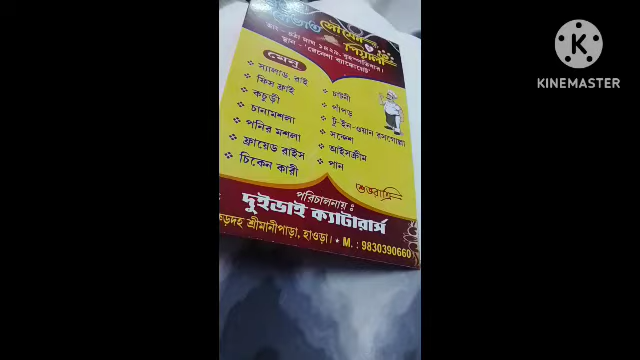 সৌমেন
পিয়ালী
স্থান - 'রেনেশা ব্যাঙ্কোয়েট'
মেনু
স্যালাড, রাই
ফিস ফ্রাই
কচুড়ী
চানামশলা
পনির মশলা
ফ্রায়েড রাইস
চিকেন কারী
চাটনী
পাঁপড়
টু-ইন-ওয়ান রসগোল্লা
সন্দেশ
আইসক্রীম
পান
শুভরাত্রি
পরিচালনায় :
দুইভাই ক্যাটারার্স
শ্রীমানীপাড়া, হাওড়া। • M. : 9830390660
K
KINEMASTER